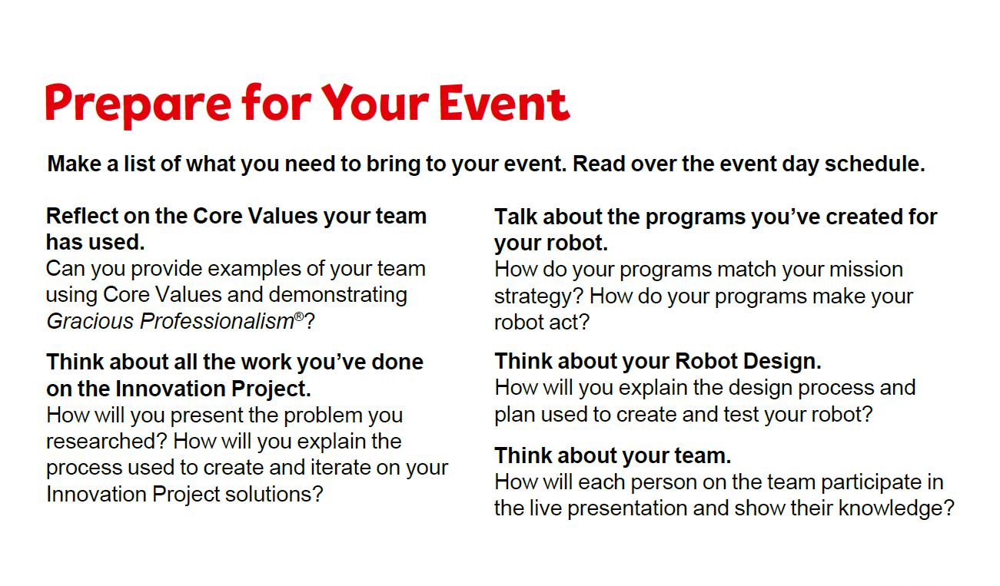 Prepare for Your Event
Make a list of what you need to bring to your event. Read over the event day schedule.
Reflect on the Core Values your team
has used.
Can you provide examples of your team
using Core Values and demonstrating
Gracious Professionalism®?
Think about all the work you’ve done
on the Innovation Project.
How will you present the problem you
researched? How will you explain the
process used to create and iterate on your
Innovation Project solutions?
Talk about the programs you’ve created for
your robot.
How do your programs match your mission
strategy? How do your programs make your
robot act?
Think about your Robot Design.
How will you explain the design process and
plan used to create and test your robot?
Think about your team.
How will each person on the team participate in
the live presentation and show their knowledge?